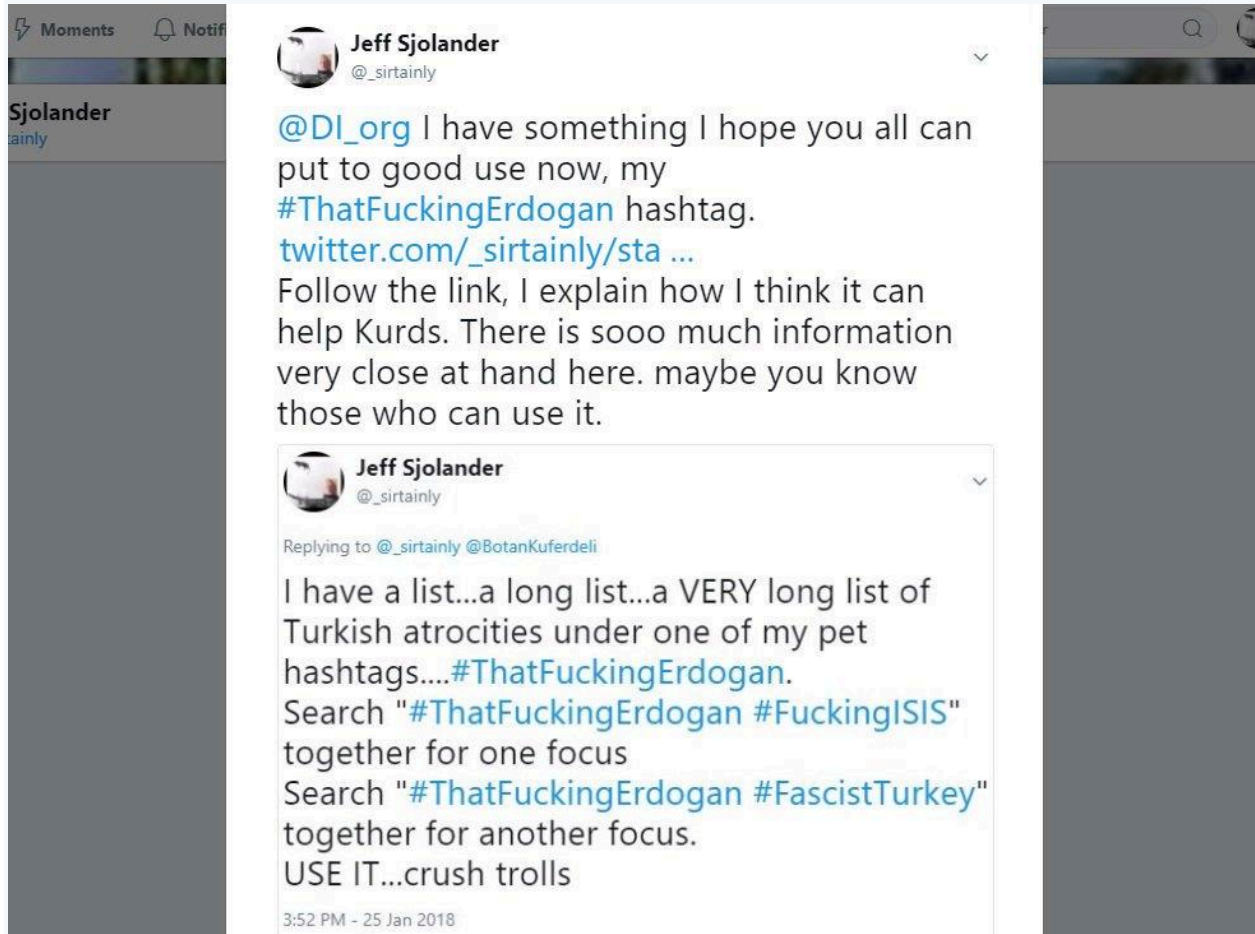 Moments
Notif
Sjolander
tainly
Jeff Sjolander
@_sirtainly
@DI_org I have something I hope you all can
put to good use now, my
#ThatFuckingErdogan hashtag.
twitter.com/_sirtainly/sta ...
Follow the link, I explain how I think it can
help Kurds. There is sooo much information
very close at hand here. maybe you know
those who can use it.
Jeff Sjolander
@_sirtainly
Replying to @_sirtainly @BotanKuferdeli
I have a list...a long list...a VERY long list of
Turkish atrocities under one of my pet
hashtags....#ThatFuckingErdogan.
Search "#ThatFuckingErdogan #FuckingISIS"
together for one focus
Search "#ThatFuckingErdogan #FascistTurkey"
together for another focus.
USE IT...crush trolls
3:52 PM - 25 Jan 2018